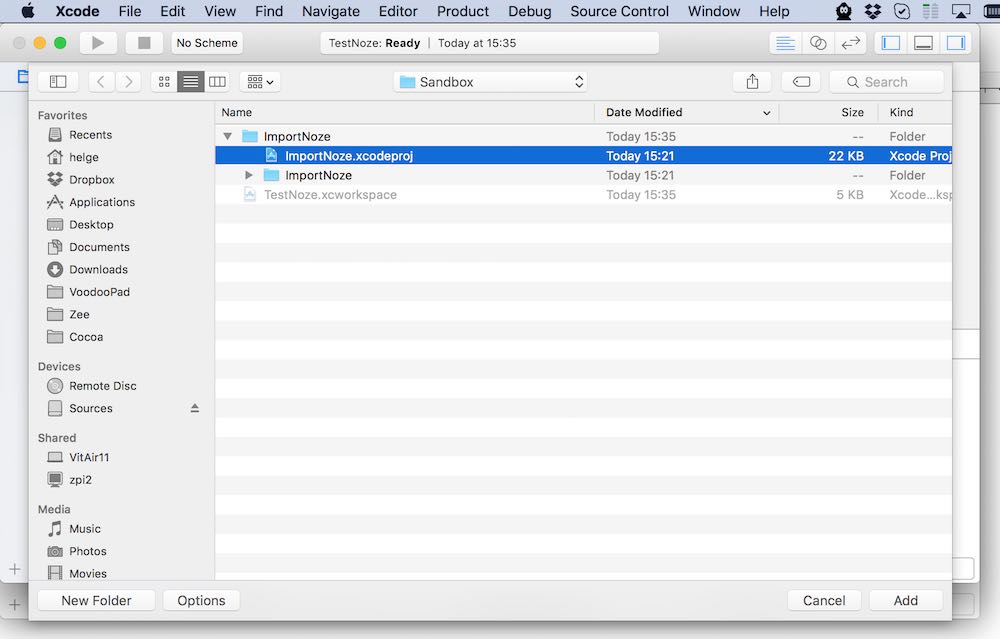 Xcode File Edit View Find Navigate Editor Product Debug Source Control Window Help
No Scheme TestNoze: Ready | Today at 15:35
Sandbox Search
Favorites
Recents
helge
Dropbox
Applications
Desktop
Documents
Downloads
VoodooPad
Zee
Cocoa
Devices
Remote Disc
Sources
Shared
VitAir11
zpi2
Media
Music
Photos
Movies
Name Date Modified Size Kind
ImportNoze Today 15:35 -- Folder
ImportNoze.xcodeproj Today 15:21 22 KB Xcode Proj
ImportNoze Today 15:21 -- Folder
TestNoze.xcworkspace Today 15:35 5 KB Xcode...ksp
New Folder Options Cancel Add